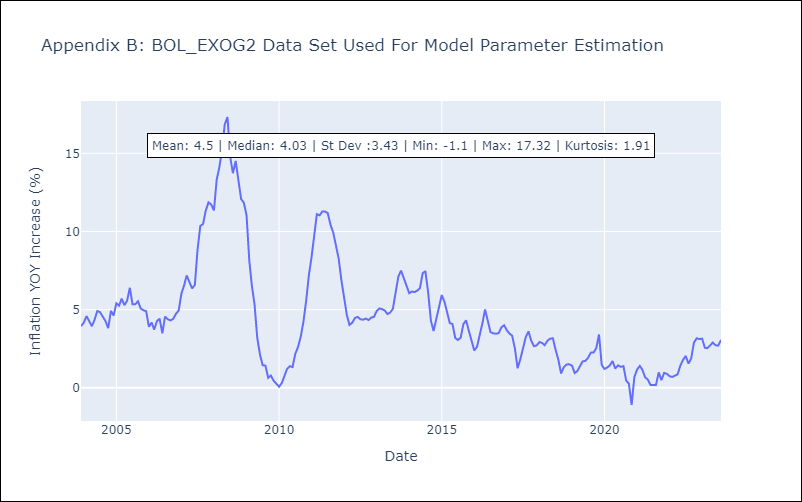 Appendix B: BOL_EXOG2 Data Set Used For Model Parameter Estimation
Mean: 4.5 | Median: 4.03 | St Dev :3.43 | Min: -1.1 | Max: 17.32 | Kurtosis: 1.91
Inflation YOY Increase (%)
15
10
5
0
2005
2010
2015
2020
Date